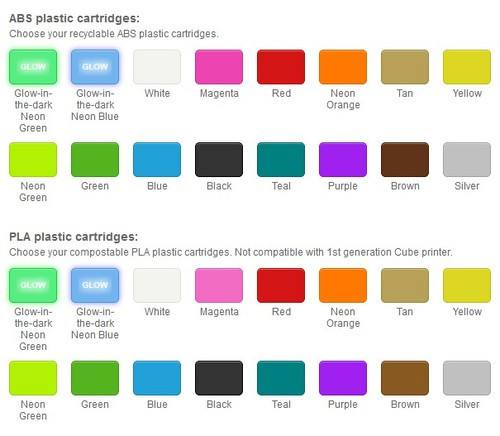 ABS plastic cartridges:
Choose your recyclable ABS plastic cartridges.
GLOW GLOW
Glow-in- Glow-in- White Magenta Red Neon Tan Yellow
the-dark the-dark Orange
Neon Neon Blue
Green
Neon Green Blue Black Teal Purple Brown Silver
Green
PLA plastic cartridges:
Choose your compostable PLA plastic cartridges. Not compatible with 1st generation Cube printer.
GLOW GLOW
Glow-in- Glow-in- White Magenta Red Neon Tan Yellow
the-dark the-dark Orange
Neon Neon Blue
Green
Neon Green Blue Black Teal Purple Brown Silver
Green